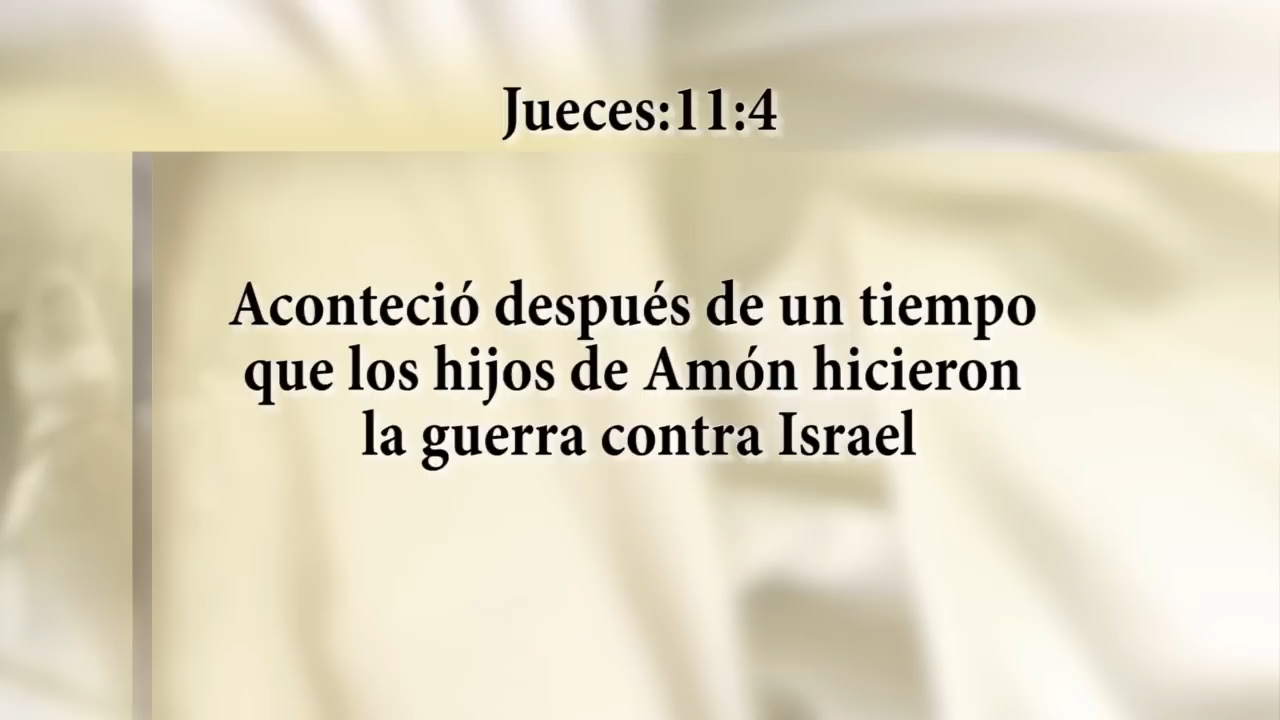 Jueces:11:4
Aconteció después de un tiempo
que los hijos de Amón hicieron
la guerra contra Israel